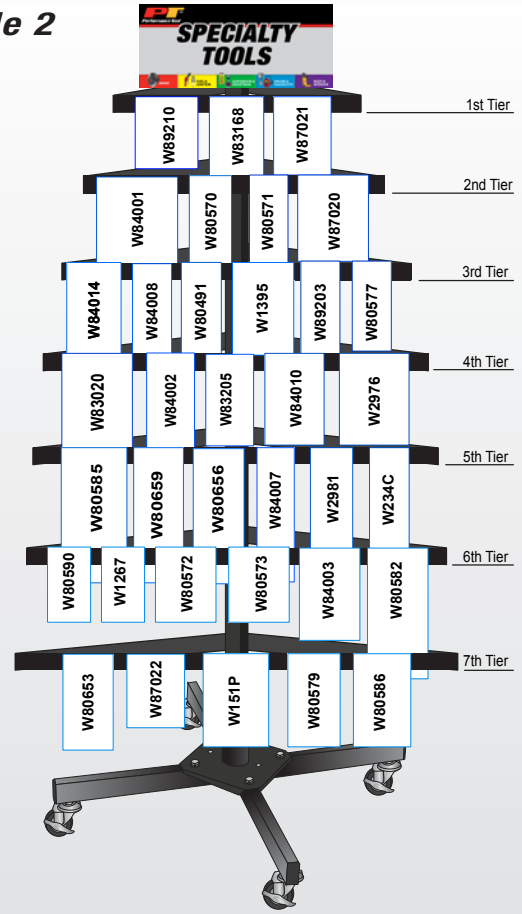 le 2
PT
Performance Tool
SPECIALTY
TOOLS
1st Tier
W89210
W83168
W87021
2nd Tier
W84001
W80570
W80571
W87020
3rd Tier
W84014
W84008
W80491
W1395
W89203
W80577
4th Tier
W83020
W84002
W83205
W84010
W2976
5th Tier
W80585
W80659
W80656
W84007
W2981
W234C
6th Tier
W80590
W1267
W80572
W80573
W84003
W80582
7th Tier
W80653
W87022
W151P
W80579
W80586